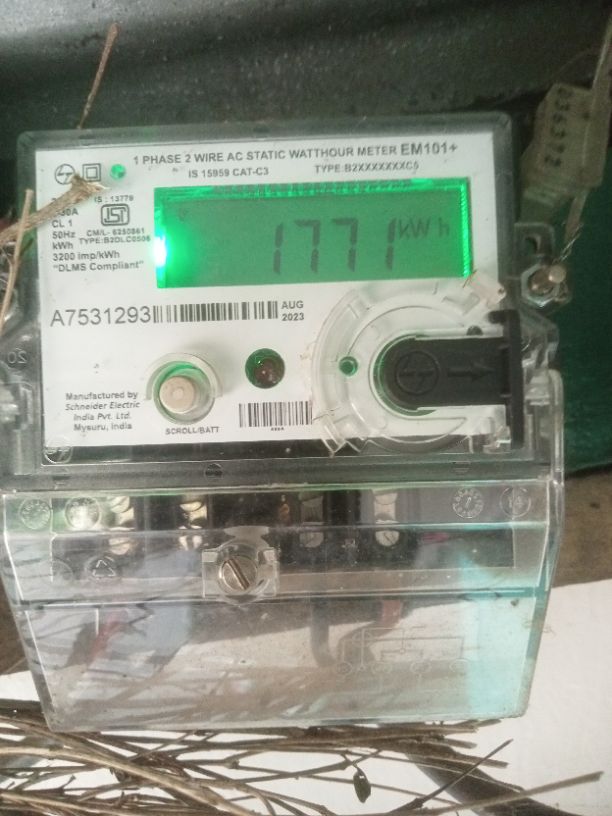 1 PHASE 2 WIRE AC STATIC WATTHOUR METER EM101+
IS 15959 CAT-C3 TYPE:B2XXXXXXXC5
IS : 13779
CL 1
50Hz
CM/L- 6250861
kWh
TYPE:B2DLC0506
3200 imp/kWh
"DLMS Compliant"
1771 kWh
A7531293
AUG
2023
Manufactured by
Schneider Electric
India Pvt. Ltd.
Mysuru, India
SCROLL/BATT